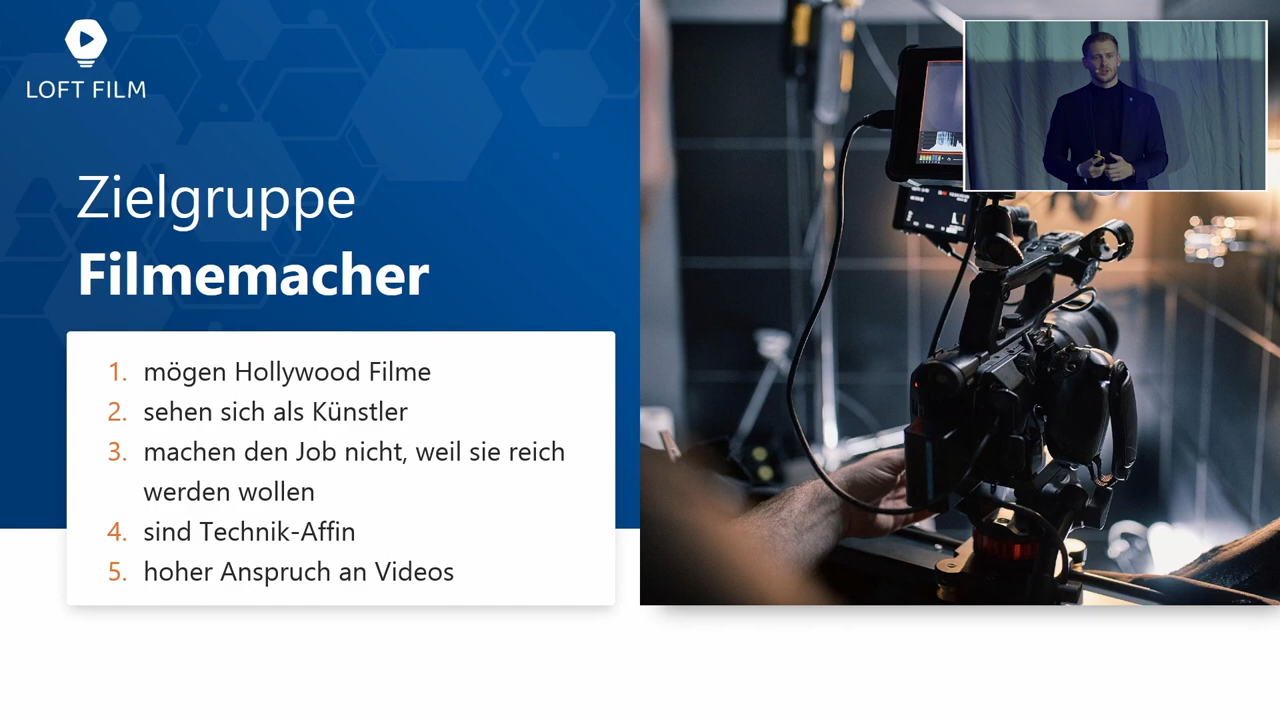 LOFT FILM
Zielgruppe
Filmemacher
1. mögen Hollywood Filme
2. sehen sich als Künstler
3. machen den Job nicht, weil sie reich
werden wollen
4. sind Technik-Affin
5. hoher Anspruch an Videos